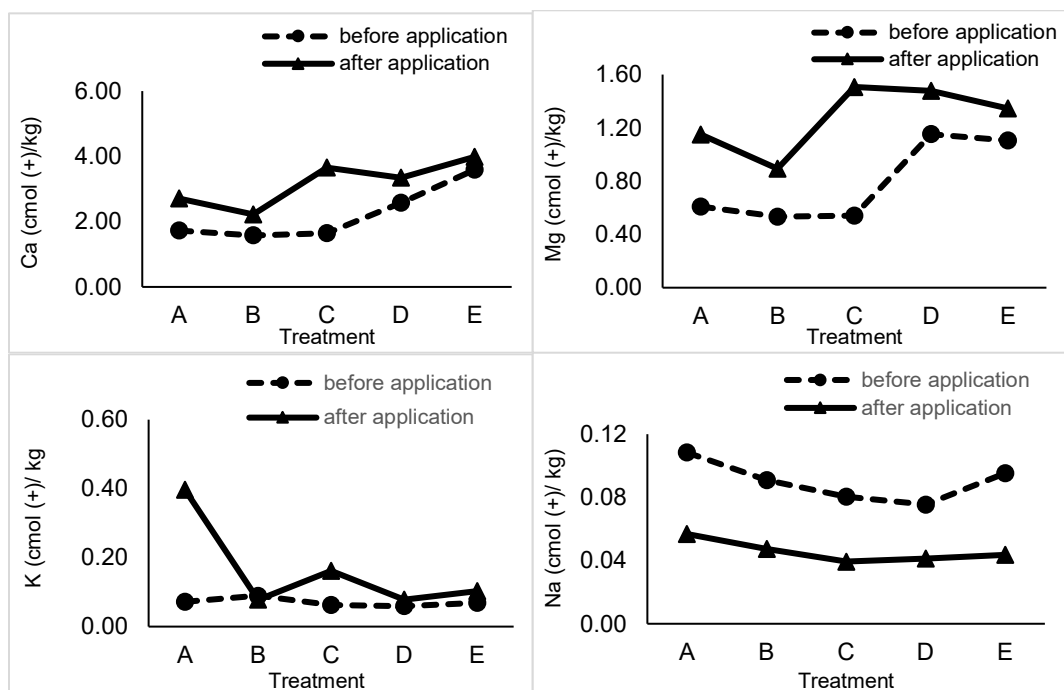 before application
after application
Ca (cmol (+)/kg)
6.00
4.00
2.00
0.00
A B C D E
Treatment
before application
after application
Mg (cmol (+)/kg)
1.60
1.20
0.80
0.40
0.00
A B C D E
Treatment
before application
after application
K (cmol (+)/ kg
0.60
0.40
0.20
0.00
A B C D E
Treatment
before application
after application
Na (cmol (+)/ kg)
0.12
0.08
0.04
0.00
A B C D E
Treatment